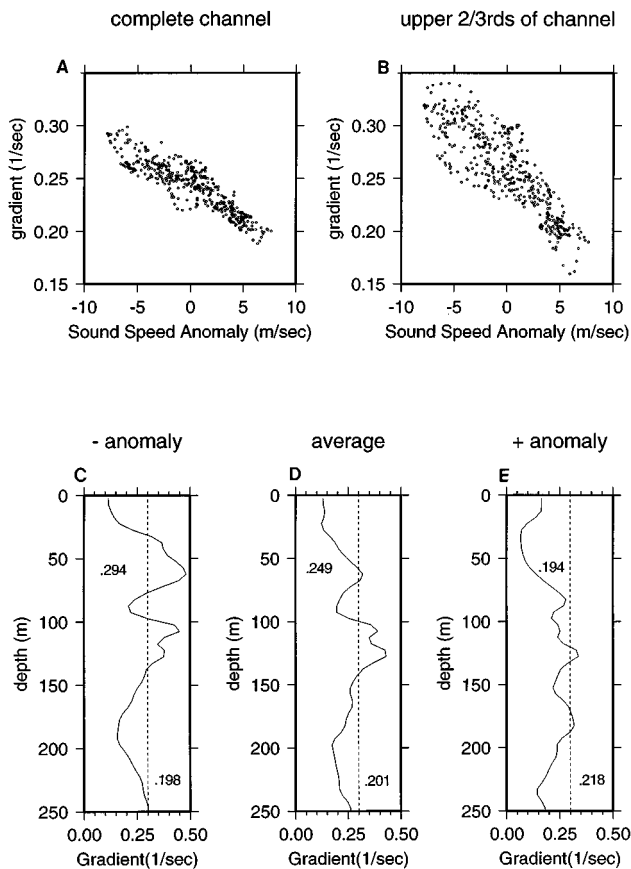 complete channel
upper 2/3rds of channel
A
B
gradient (1/sec)
0.30
0.25
0.20
0.15
-10 -5 0 5 10
Sound Speed Anomaly (m/sec)
gradient (1/sec)
0.30
0.25
0.20
0.15
-10 -5 0 5 10
Sound Speed Anomaly (m/sec)
- anomaly
average
+ anomaly
C
D
E
depth (m)
0
50
100
150
200
250
.294
.198
0.00 0.25 0.50
Gradient(1/sec)
depth (m)
0
50
100
150
200
250
.249
.201
0.00 0.25 0.50
Gradient(1/sec)
depth (m)
0
50
100
150
200
250
.194
.218
0.00 0.25 0.50
Gradient(1/sec)